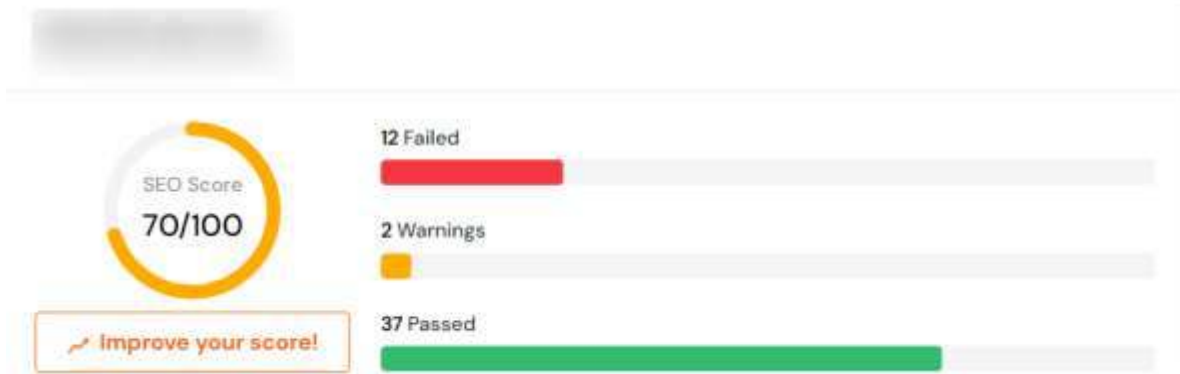 SEO Score
70/100
Improve your score!
12 Failed
2 Warnings
37 Passed